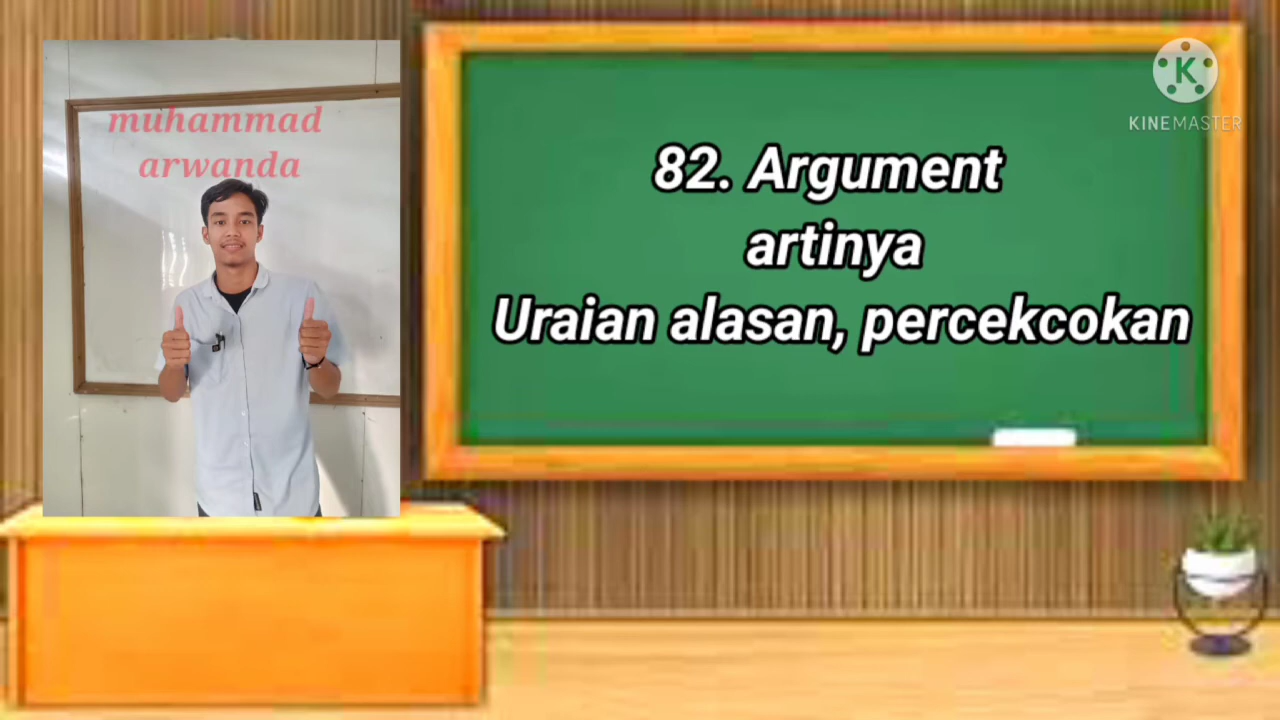 muhammad
arwanda
K
KINEMASTER
82. Argument
artinya
Uraian alasan, percekcokan